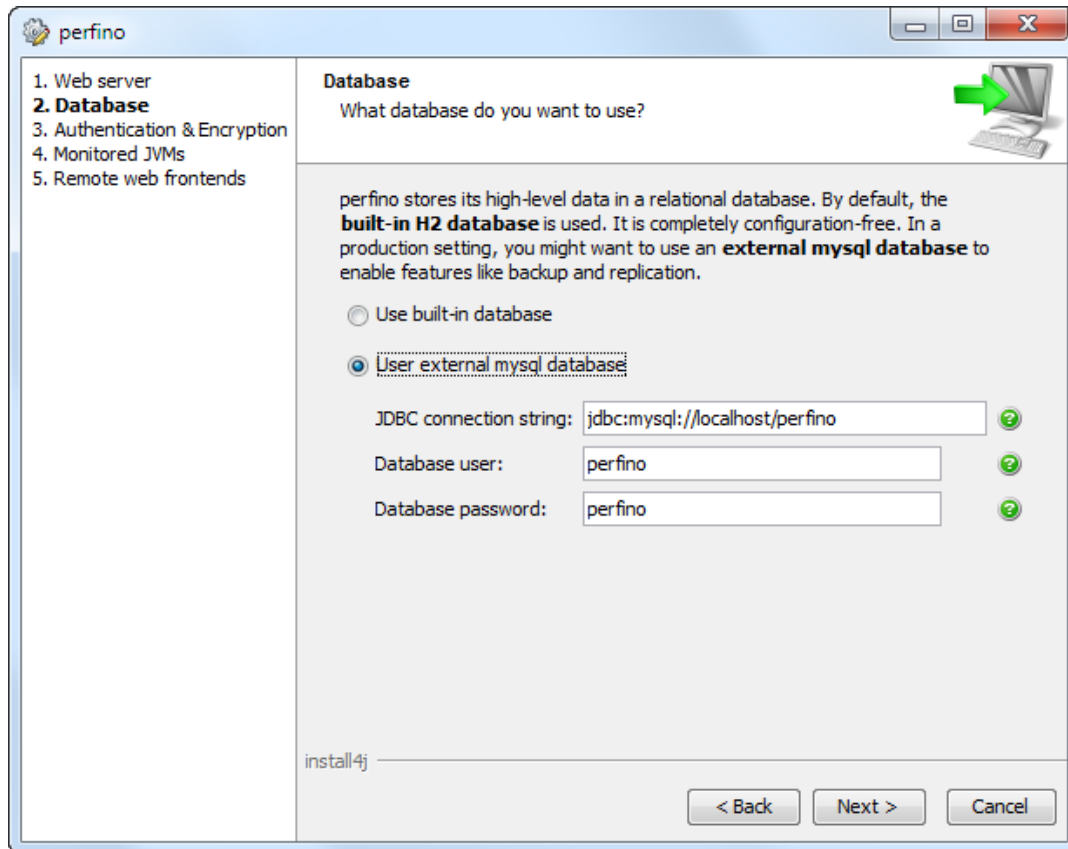 perfino
1. Web server
2. Database
3. Authentication & Encryption
4. Monitored JVMs
5. Remote web frontends
Database
What database do you want to use?
perfino stores its high-level data in a relational database. By default, the
built-in H2 database is used. It is completely configuration-free. In a
production setting, you might want to use an external mysql database to
enable features like backup and replication.
Use built-in database
User external mysql database
JDBC connection string: jdbc:mysql://localhost/perfino
Database user: perfino
Database password: perfino
install4j
< Back Next > Cancel